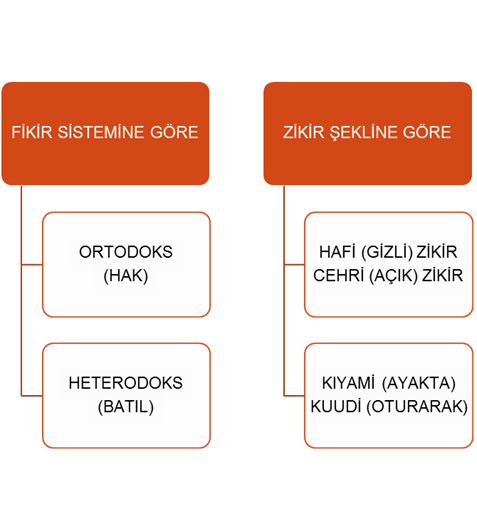 FİKİR SİSTEMİNE GÖRE
ORTODOKS
(HAK)
HETERODOKS
(BATIL)
ZİKİR ŞEKLİNE GÖRE
HAFİ (GİZLİ) ZİKİR
CEHRİ (AÇIK) ZİKİR
KIYAMİ (AYAKTA)
KUUDİ (OTURARAK)